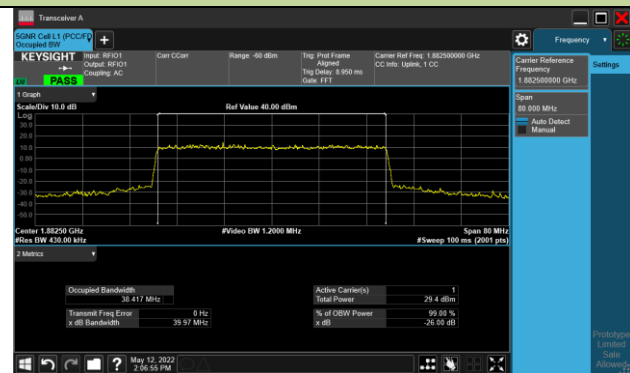 Transceiver A
5GNR Cell L1 (PCC/FD
Occupied BW
Frequency
KEYSIGHT
LXI
PASS
Input: RFIO1
Output: RFIO1
Coupling: AC
Corr CCorr
Range: -60 dBm
Trig: Prot Frame
Aligned
Trig Delay: 8.950 ms
Gate: FFT
Carrier Ref Freq: 1.882500000 GHz
CC Info: Uplink, 1 CC
Carrier Reference
Frequency
1.882500000 GHz
Settings
Span
80.000 MHz
Auto Detect
Manual
1 Graph
Scale/Div 10.0 dB
Ref Value 40.00 dBm
Log
30.0
20.0
10.0
0.00
-10.0
-20.0
-30.0
-40.0
-50.0
Center 1.88250 GHz
#Video BW 1.2000 MHz
Span 80 MHz
#Res BW 430.00 kHz
#Sweep 100 ms (2001 pts)
2 Metrics
Occupied Bandwidth
38.417 MHz
Active Carrier(s) 1
Total Power 29.4 dBm
Transmit Freq Error 0 Hz
x dB Bandwidth 39.97 MHz
% of OBW Power 99.00 %
x dB -26.00 dB
Prototype
Limited
Sale
Allowed
May 12, 2022
2:06:55 PM